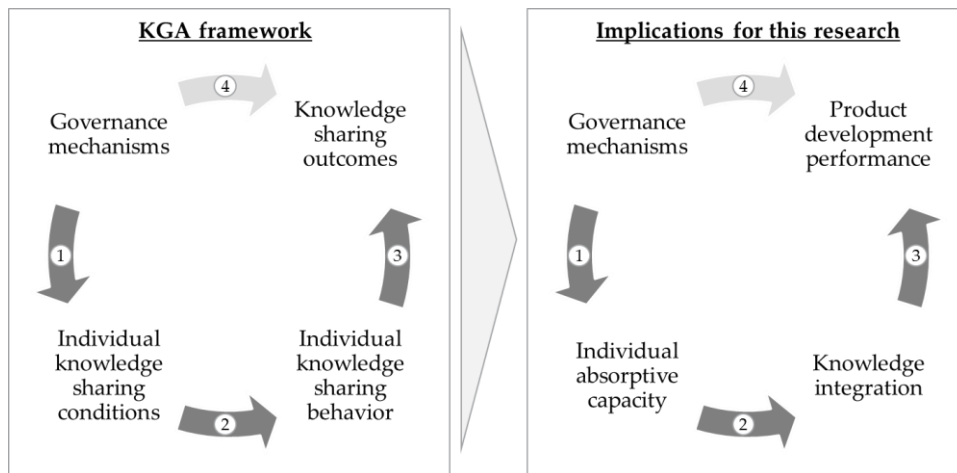 KGA framework
4
Governance
mechanisms
Knowledge
sharing
outcomes
1
3
Individual
knowledge
sharing
conditions
Individual
knowledge
sharing
behavior
2
Implications for this research
4
Governance
mechanisms
Product
development
performance
1
3
Individual
absorptive
capacity
Knowledge
integration
2